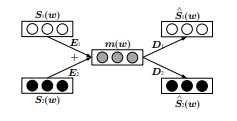 S₁(w)
Ŝ₁(w)
E₁
m(w)
D₁
+
E₂
D₂
S₂(w)
Ŝ₂(w)